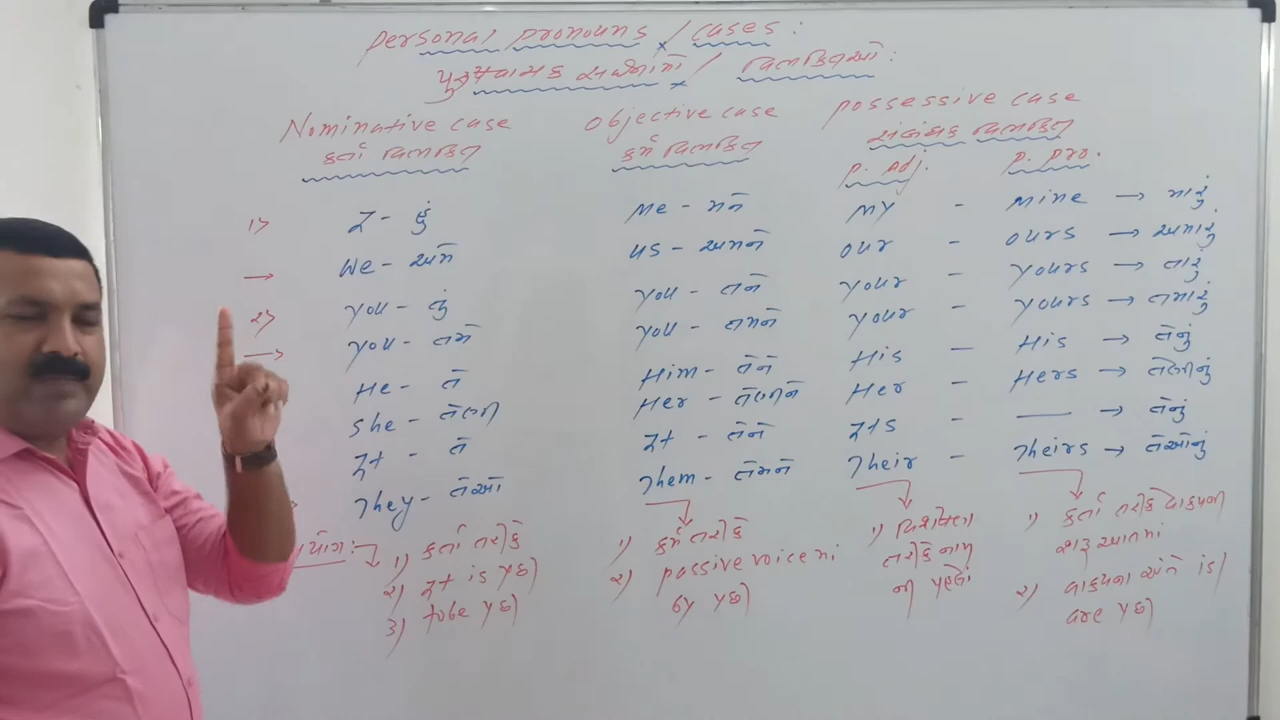 Personal Pronouns / Cases :
પુરુષવાચક સર્વનામો / વિભક્તિઓ :
Nominative case
કર્તા વિભક્તિ
Objective case
કર્મ વિભક્તિ
Possessive case
સંબંધક વિભક્તિ
P. Adj.
P. Pro.
1> I - હું
Me - મને
My - Mine → મારું
→ We - અમે
us - અમને
our - ours → અમારું
2> you - તું
you - તને
your - yours → તારું
→ you - તમે
you - તમને
your - yours → તમારું
He - તે
Him - તેને
His - His → તેનું
She - તેણી
Her - તેણીને
Her - Hers → તેણીનું
It - તે
It - તેને
Its - — → તેનું
They - તેઓ
Them - તેમને
Their - Theirs → તેઓનું
1) કર્તા તરીકે
2) It is પછી
3) tobe પછી
1) કર્મ તરીકે
2) passive voice માં
by પછી
1) વિશેષણ
તરીકે નામ
ની પહેલાં
1) કર્તા તરીકે વાક્યની
શરૂઆતમાં
2) વાક્યના અંતે is/
are પછી